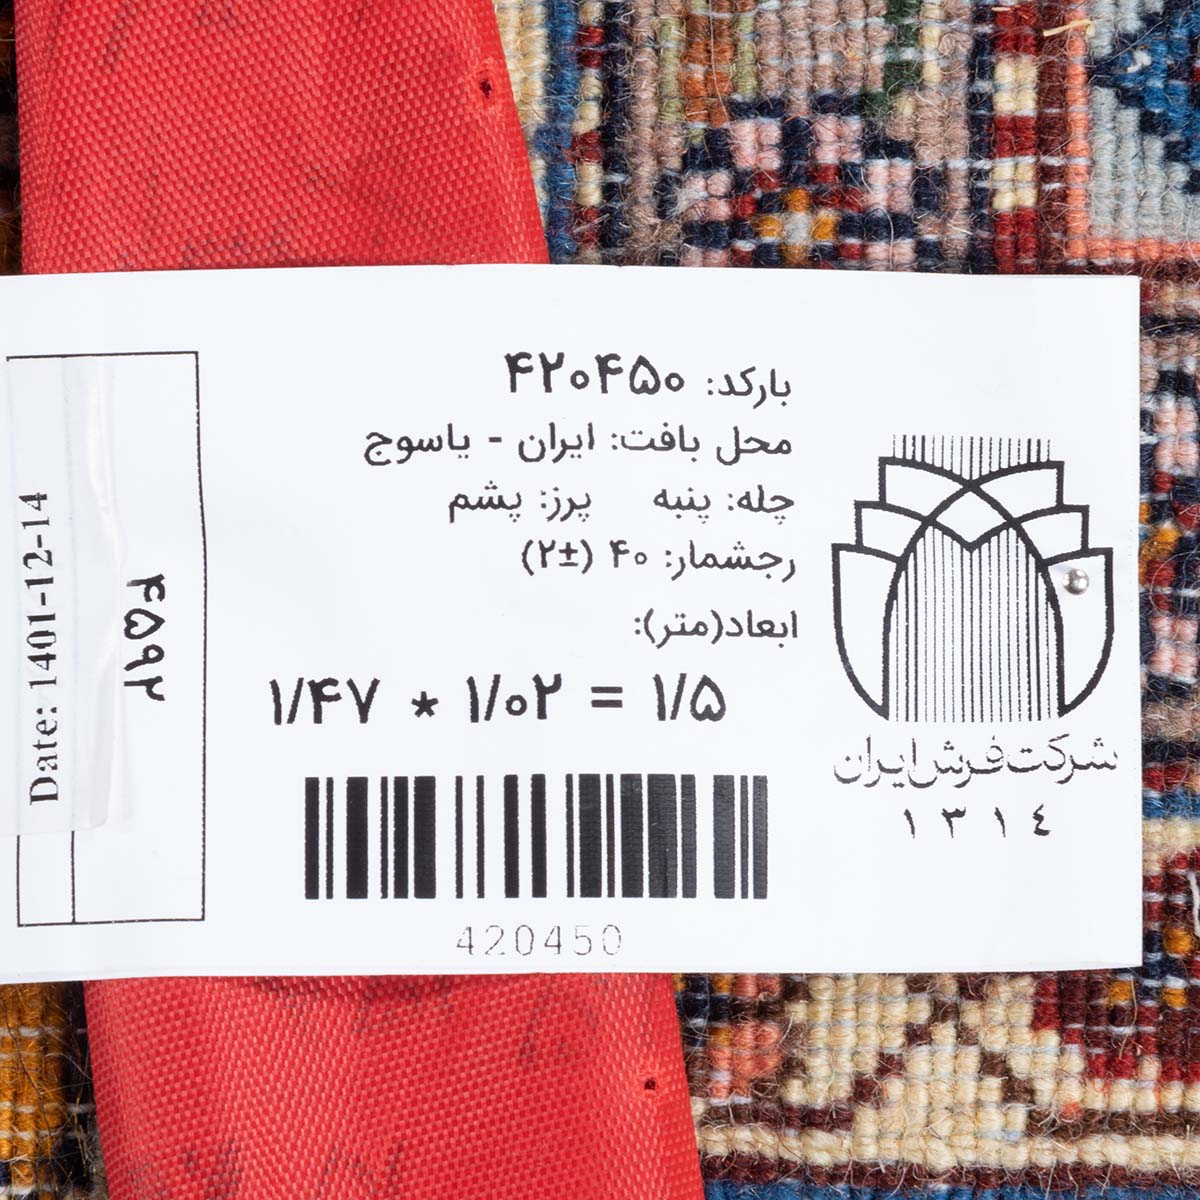 بارکد: ۴۲۰۴۵۰
محل بافت: ایران - یاسوج
چله: پنبه پرز: پشم
رجشمار: ۴۰ (±۲)
ابعاد(متر):
۱/۴۷ * ۱/۰۲ = ۱/۵
420450
شرکت فرش ایران
۱۳۱٤
Date: 1401-12-14
۴۵۹۲